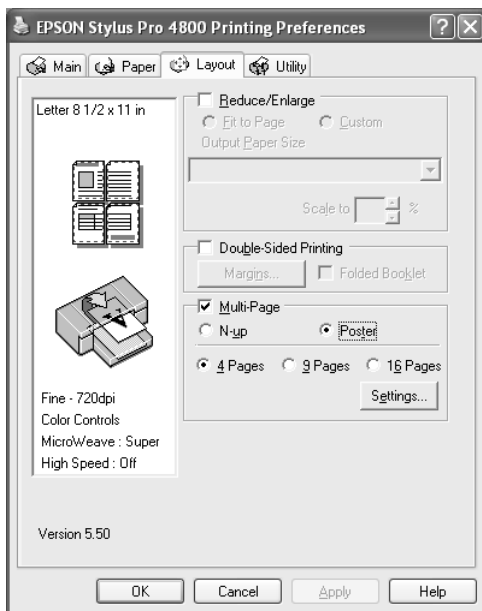 EPSON Stylus Pro 4800 Printing Preferences
Main Paper Layout Utility
Letter 8 1/2 x 11 in
Fine - 720dpi
Color Controls
MicroWeave : Super
High Speed : Off
Version 5.50
Reduce/Enlarge
Fit to Page Custom
Output Paper Size
Scale to %
Double-Sided Printing
Margins... Folded Booklet
Multi-Page
N-up Poster
4 Pages 9 Pages 16 Pages
Settings...
OK Cancel Apply Help